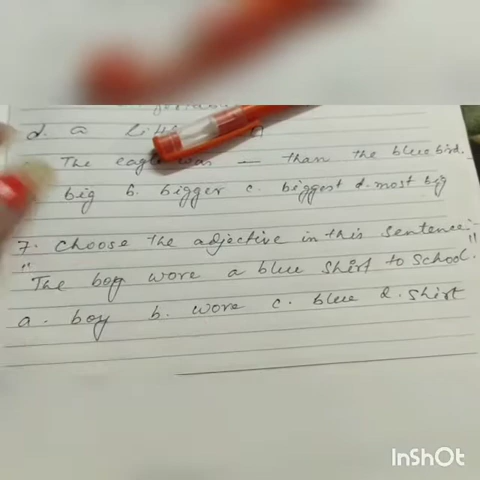 d. a
The eagle was — than the blue bird.
big b. bigger c. biggest d. most big
7. Choose the adjective in this sentence:-
"The boy wore a blue shirt to school."
a. boy b. wore c. blue d. shirt
InShOt